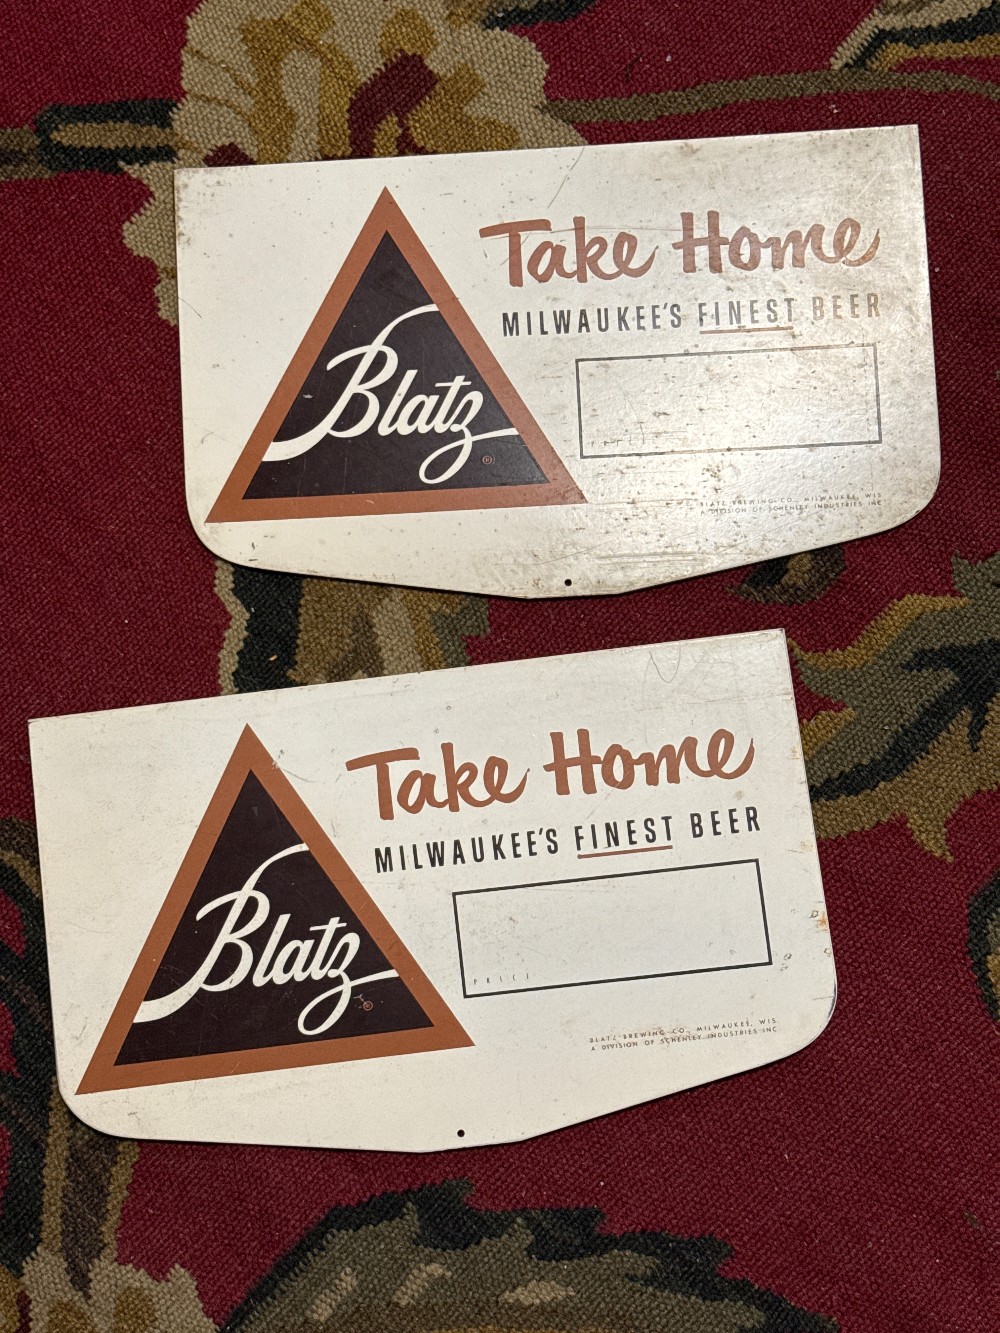 Take Home
MILWAUKEE'S FINEST BEER
Blatz ®
PRICE
BLATZ BREWING CO., MILWAUKEE, WIS.
A DIVISION OF SCHENLEY INDUSTRIES INC.
Take Home
MILWAUKEE'S FINEST BEER
Blatz ®
PRICE
BLATZ BREWING CO., MILWAUKEE, WIS.
A DIVISION OF SCHENLEY INDUSTRIES INC.